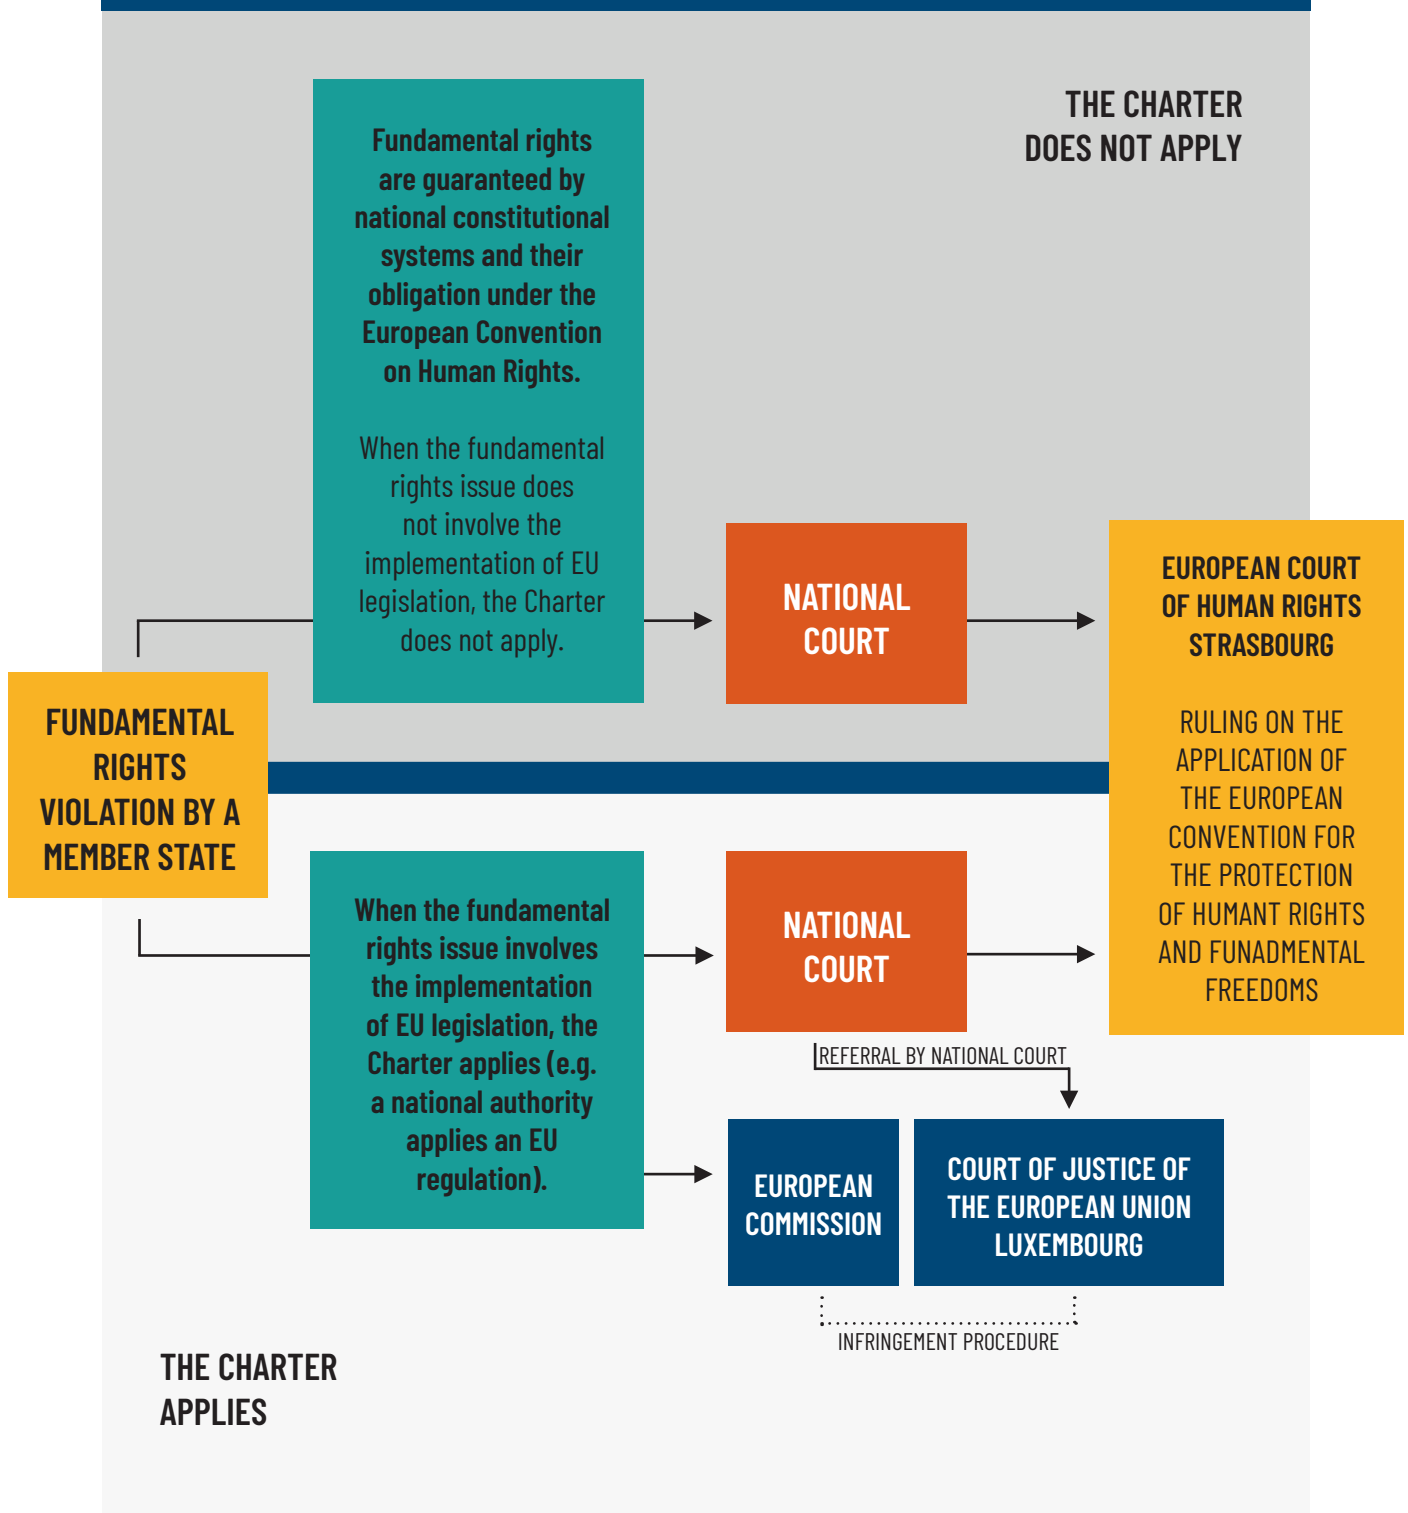 THE CHARTER
DOES NOT APPLY
Fundamental rights
are guaranteed by
national constitutional
systems and their
obligation under the
European Convention
on Human Rights.
When the fundamental
rights issue does
not involve the
implementation of EU
legislation, the Charter
does not apply.
NATIONAL
COURT
EUROPEAN COURT
OF HUMAN RIGHTS
STRASBOURG
RULING ON THE
APPLICATION OF
THE EUROPEAN
CONVENTION FOR
THE PROTECTION
OF HUMANT RIGHTS
AND FUNADMENTAL
FREEDOMS
FUNDAMENTAL
RIGHTS
VIOLATION BY A
MEMBER STATE
When the fundamental
rights issue involves
the implementation
of EU legislation, the
Charter applies (e.g.
a national authority
applies an EU
regulation).
NATIONAL
COURT
REFERRAL BY NATIONAL COURT
EUROPEAN
COMMISSION
COURT OF JUSTICE OF
THE EUROPEAN UNION
LUXEMBOURG
INFRINGEMENT PROCEDURE
THE CHARTER
APPLIES